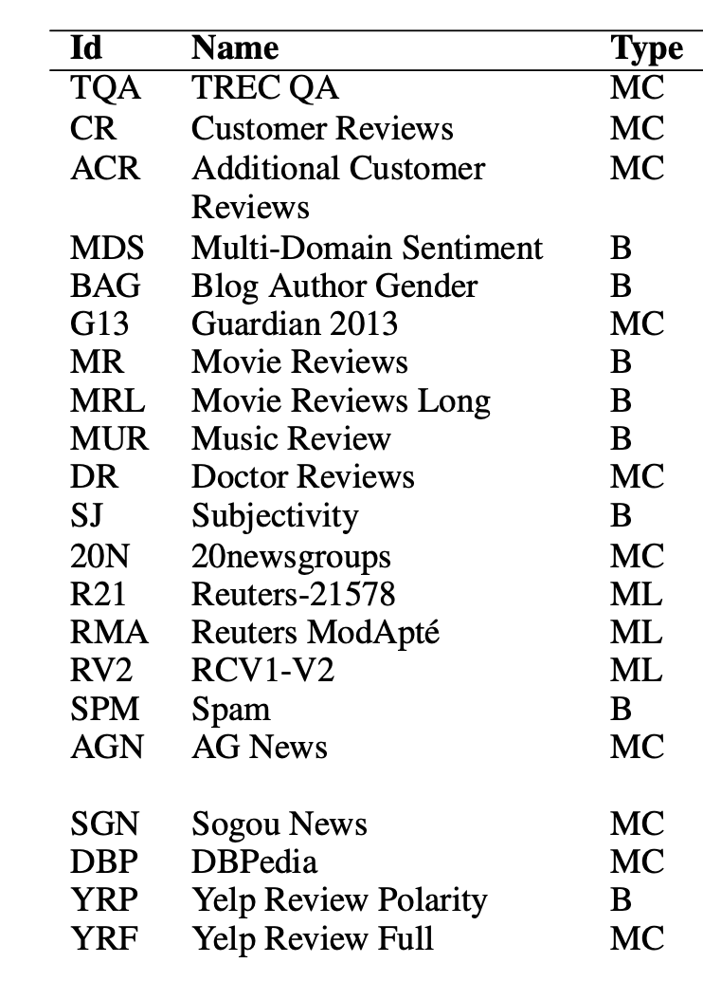 Id Name Type
TQA TREC QA MC
CR Customer Reviews MC
ACR Additional Customer MC
Reviews
MDS Multi-Domain Sentiment B
BAG Blog Author Gender B
G13 Guardian 2013 MC
MR Movie Reviews B
MRL Movie Reviews Long B
MUR Music Review B
DR Doctor Reviews MC
SJ Subjectivity B
20N 20newsgroups MC
R21 Reuters-21578 ML
RMA Reuters ModApté ML
RV2 RCV1-V2 ML
SPM Spam B
AGN AG News MC
SGN Sogou News MC
DBP DBPedia MC
YRP Yelp Review Polarity B
YRF Yelp Review Full MC